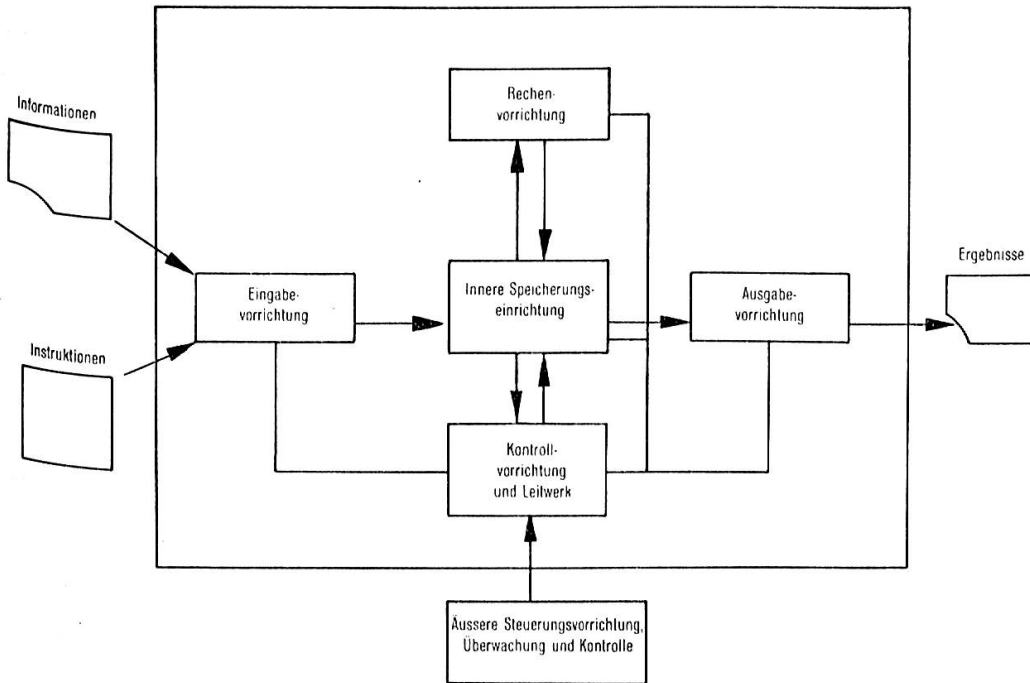 Informationen
Instruktionen
Rechen-
vorrichtung
Eingabe-
vorrichtung
Innere Speicherungs-
einrichtung
Ausgabe-
vorrichtung
Ergebnisse
Kontroll-
vorrichtung
und Leitwerk
Äussere Steuerungsvorrichtung,
Überwachung und Kontrolle